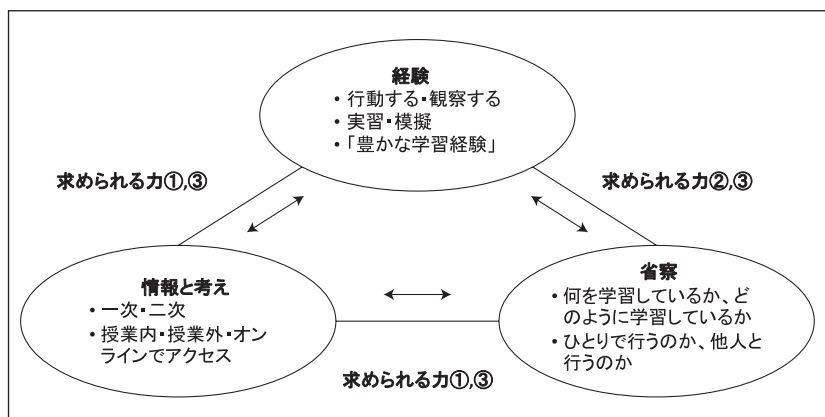 経験
・行動する・観察する
・実習・模擬
・「豊かな学習経験」
求められる力①,③
求められる力②,③
情報と考え
・一次・二次
・授業内・授業外・オン
ラインでアクセス
省察
・何を学習しているか、ど
のように学習しているか
・ひとりで行うのか、他人と
行うのか
求められる力①,③